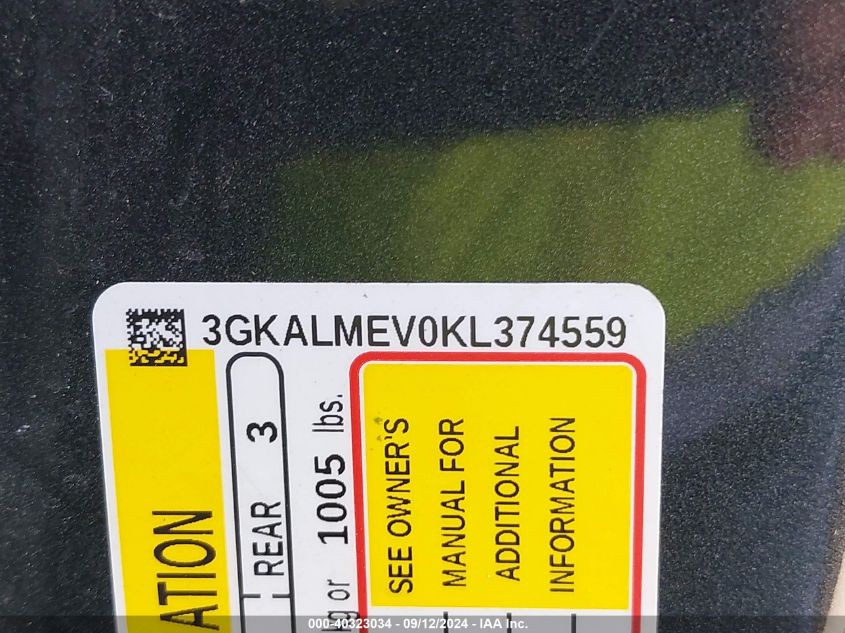 3GKALMEV0KL374559
ATION
REAR 3
kg or 1005 lbs.
SEE OWNER'S
MANUAL FOR
ADDITIONAL
INFORMATION
000-40323034 - 09/12/2024 - IAA Inc.